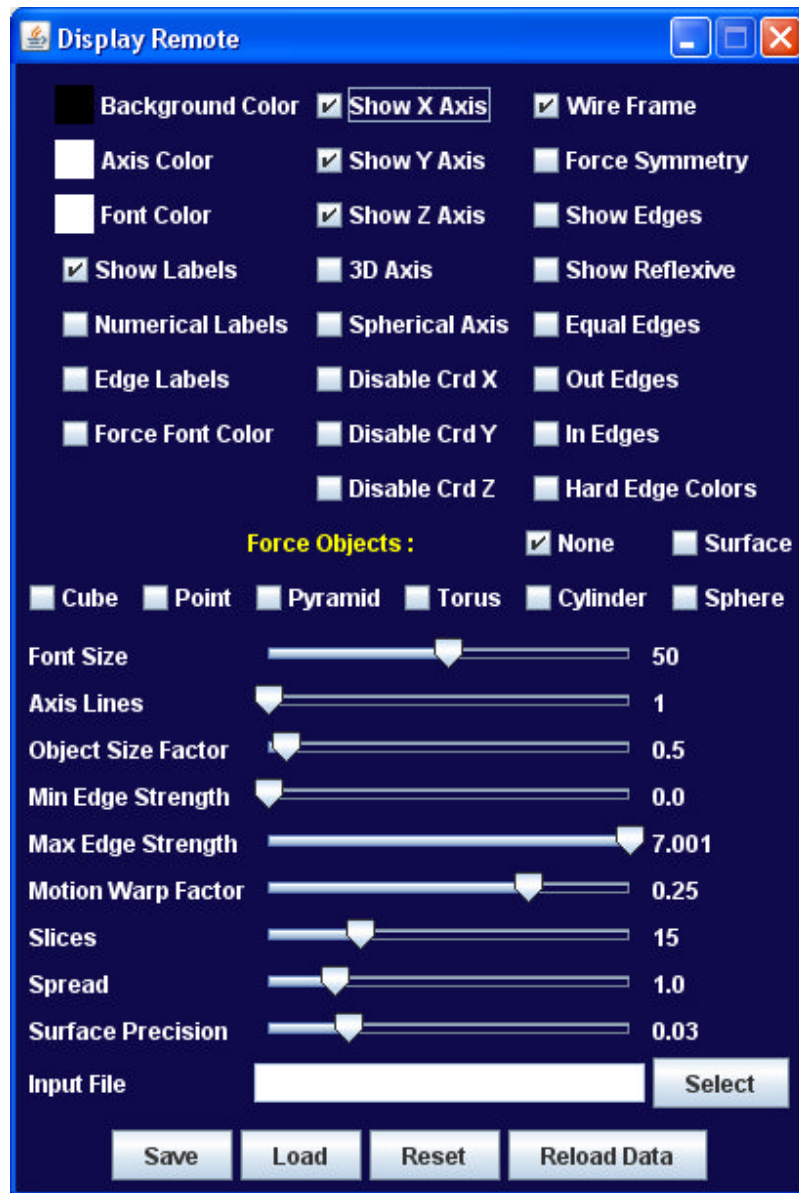 Display Remote
Background Color Show X Axis Wire Frame
Axis Color Show Y Axis Force Symmetry
Font Color Show Z Axis Show Edges
Show Labels 3D Axis Show Reflexive
Numerical Labels Spherical Axis Equal Edges
Edge Labels Disable Crd X Out Edges
Force Font Color Disable Crd Y In Edges
Disable Crd Z Hard Edge Colors
Force Objects : None Surface
Cube Point Pyramid Torus Cylinder Sphere
Font Size 50
Axis Lines 1
Object Size Factor 0.5
Min Edge Strength 0.0
Max Edge Strength 7.001
Motion Warp Factor 0.25
Slices 15
Spread 1.0
Surface Precision 0.03
Input File Select
Save Load Reset Reload Data